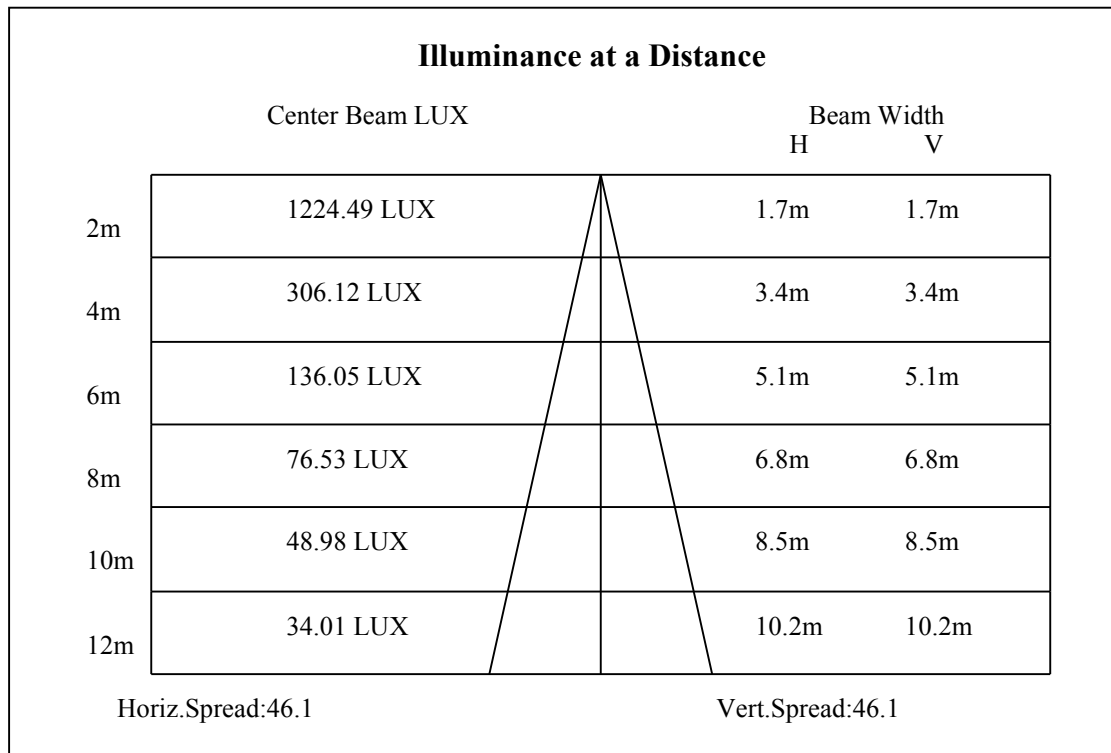 Illuminance at a Distance
Center Beam LUX Beam Width
H V
2m 1224.49 LUX 1.7m 1.7m
4m 306.12 LUX 3.4m 3.4m
6m 136.05 LUX 5.1m 5.1m
8m 76.53 LUX 6.8m 6.8m
10m 48.98 LUX 8.5m 8.5m
12m 34.01 LUX 10.2m 10.2m
Horiz.Spread:46.1 Vert.Spread:46.1